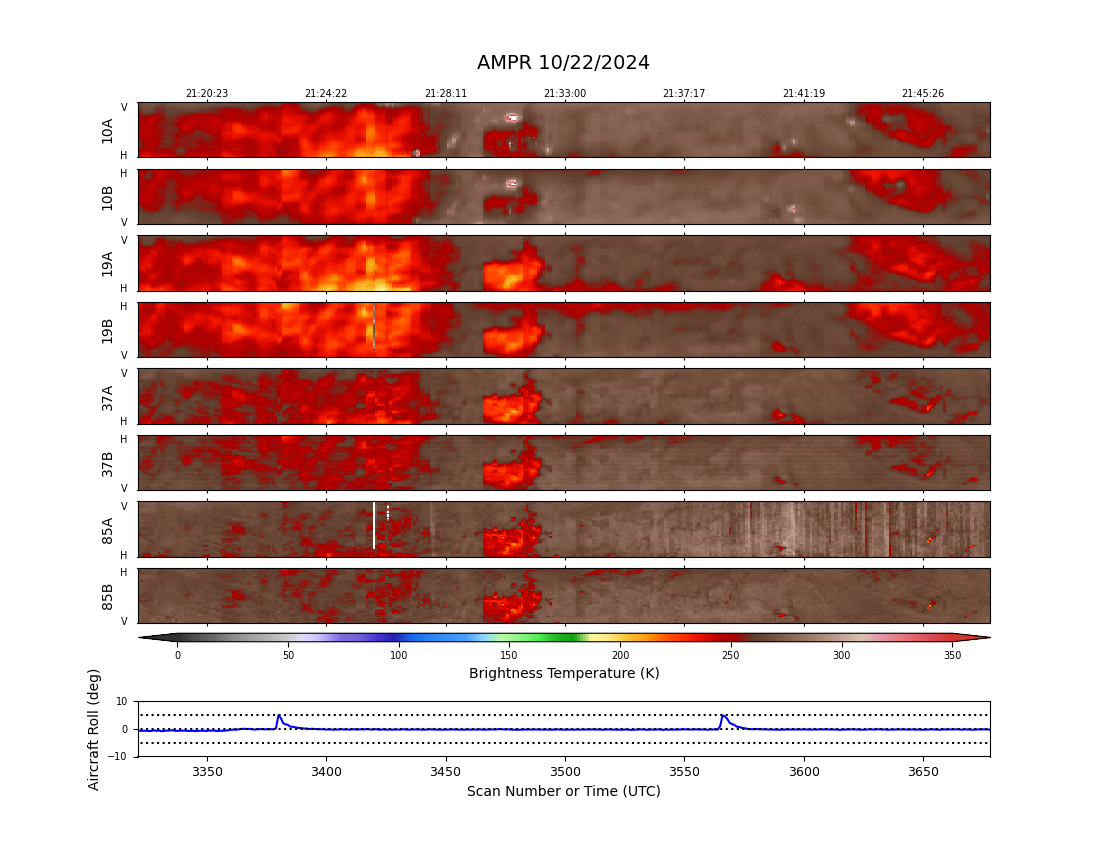 AMPR 10/22/2024
21:20:23 21:24:22 21:28:11 21:33:00 21:37:17 21:41:19 21:45:26
V
10A
H
H
10B
V
V
19A
H
H
19B
V
V
37A
H
H
37B
V
V
85A
H
H
85B
V
0 50 100 150 200 250 300 350
Brightness Temperature (K)
Aircraft Roll (deg)
10
0
−10
3350 3400 3450 3500 3550 3600 3650
Scan Number or Time (UTC)